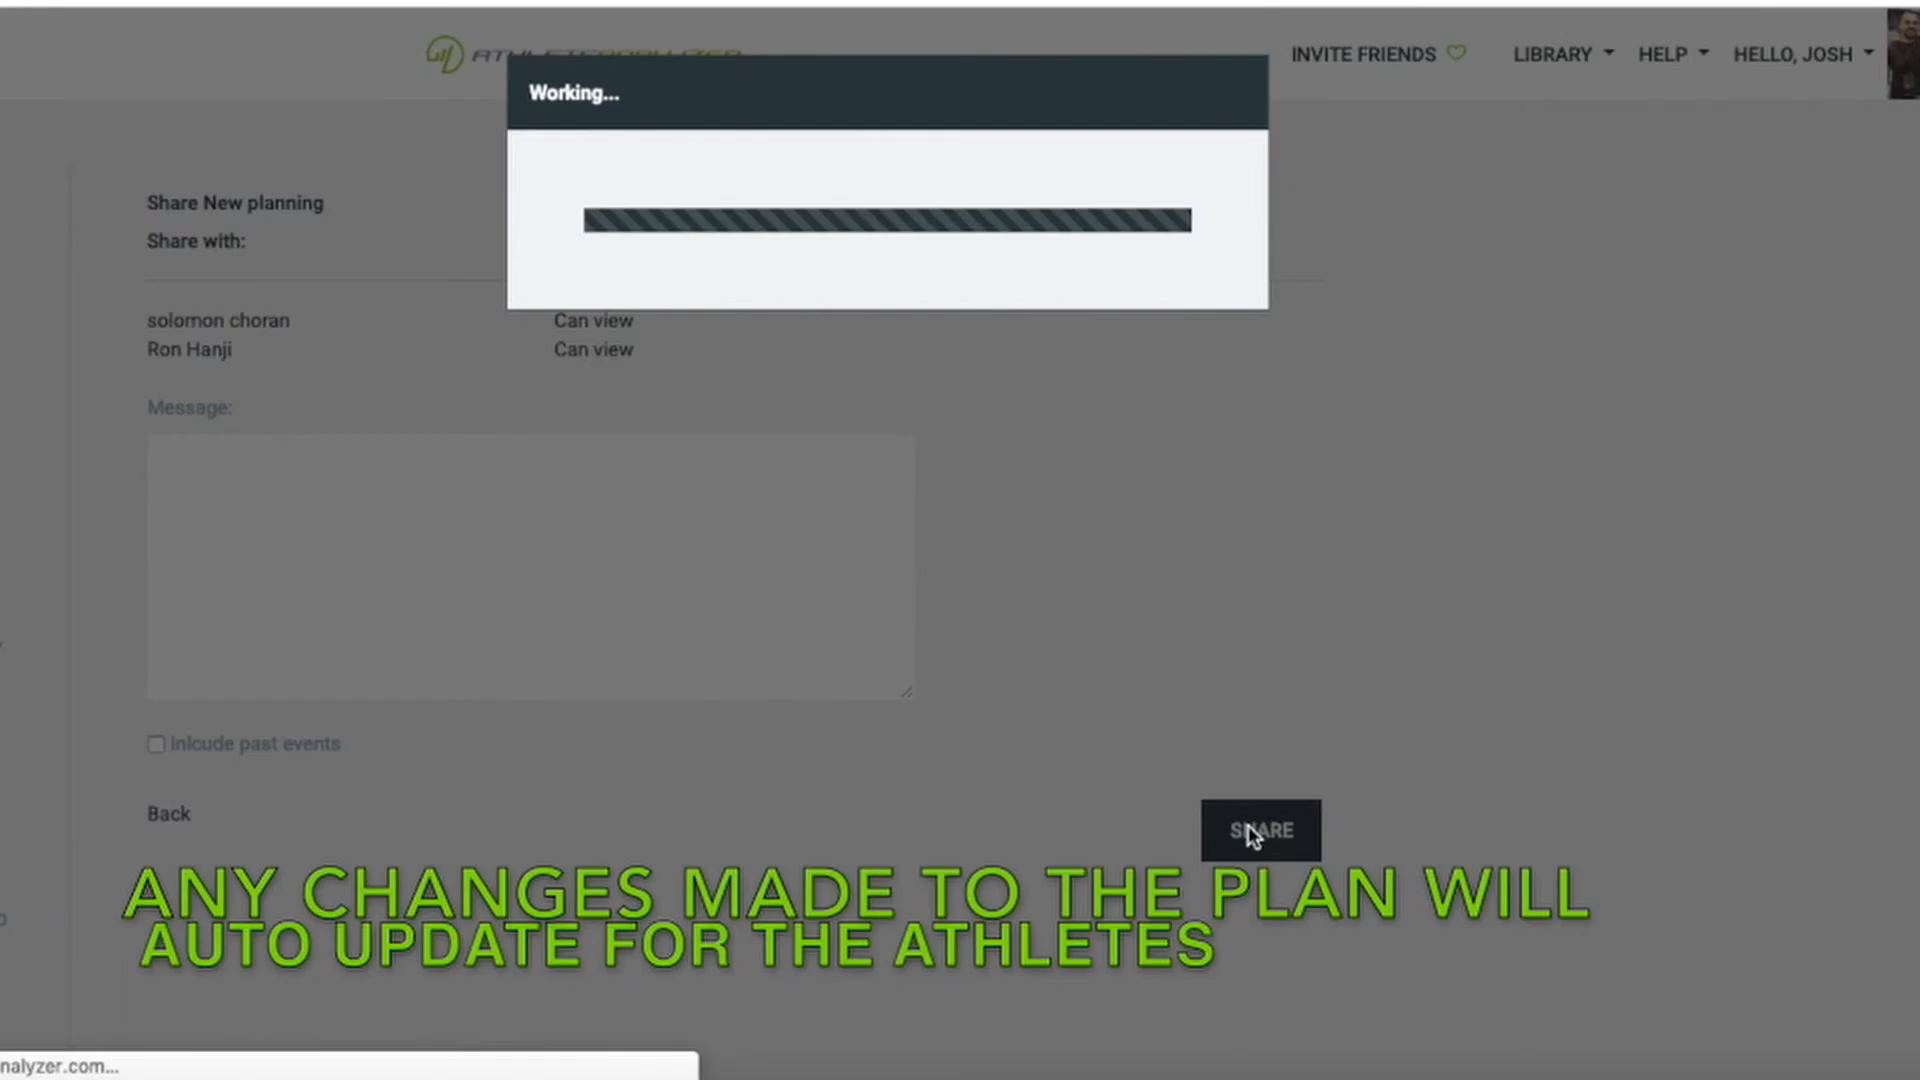 INVITE FRIENDS
LIBRARY
HELP
HELLO, JOSH
Working...
Share New planning
Share with:
solomon choran Can view
Ron Hanji Can view
Message:
Inlcude past events
Back
SHARE
ANY CHANGES MADE TO THE PLAN WILL
AUTO UPDATE FOR THE ATHLETES
nalyzer.com...